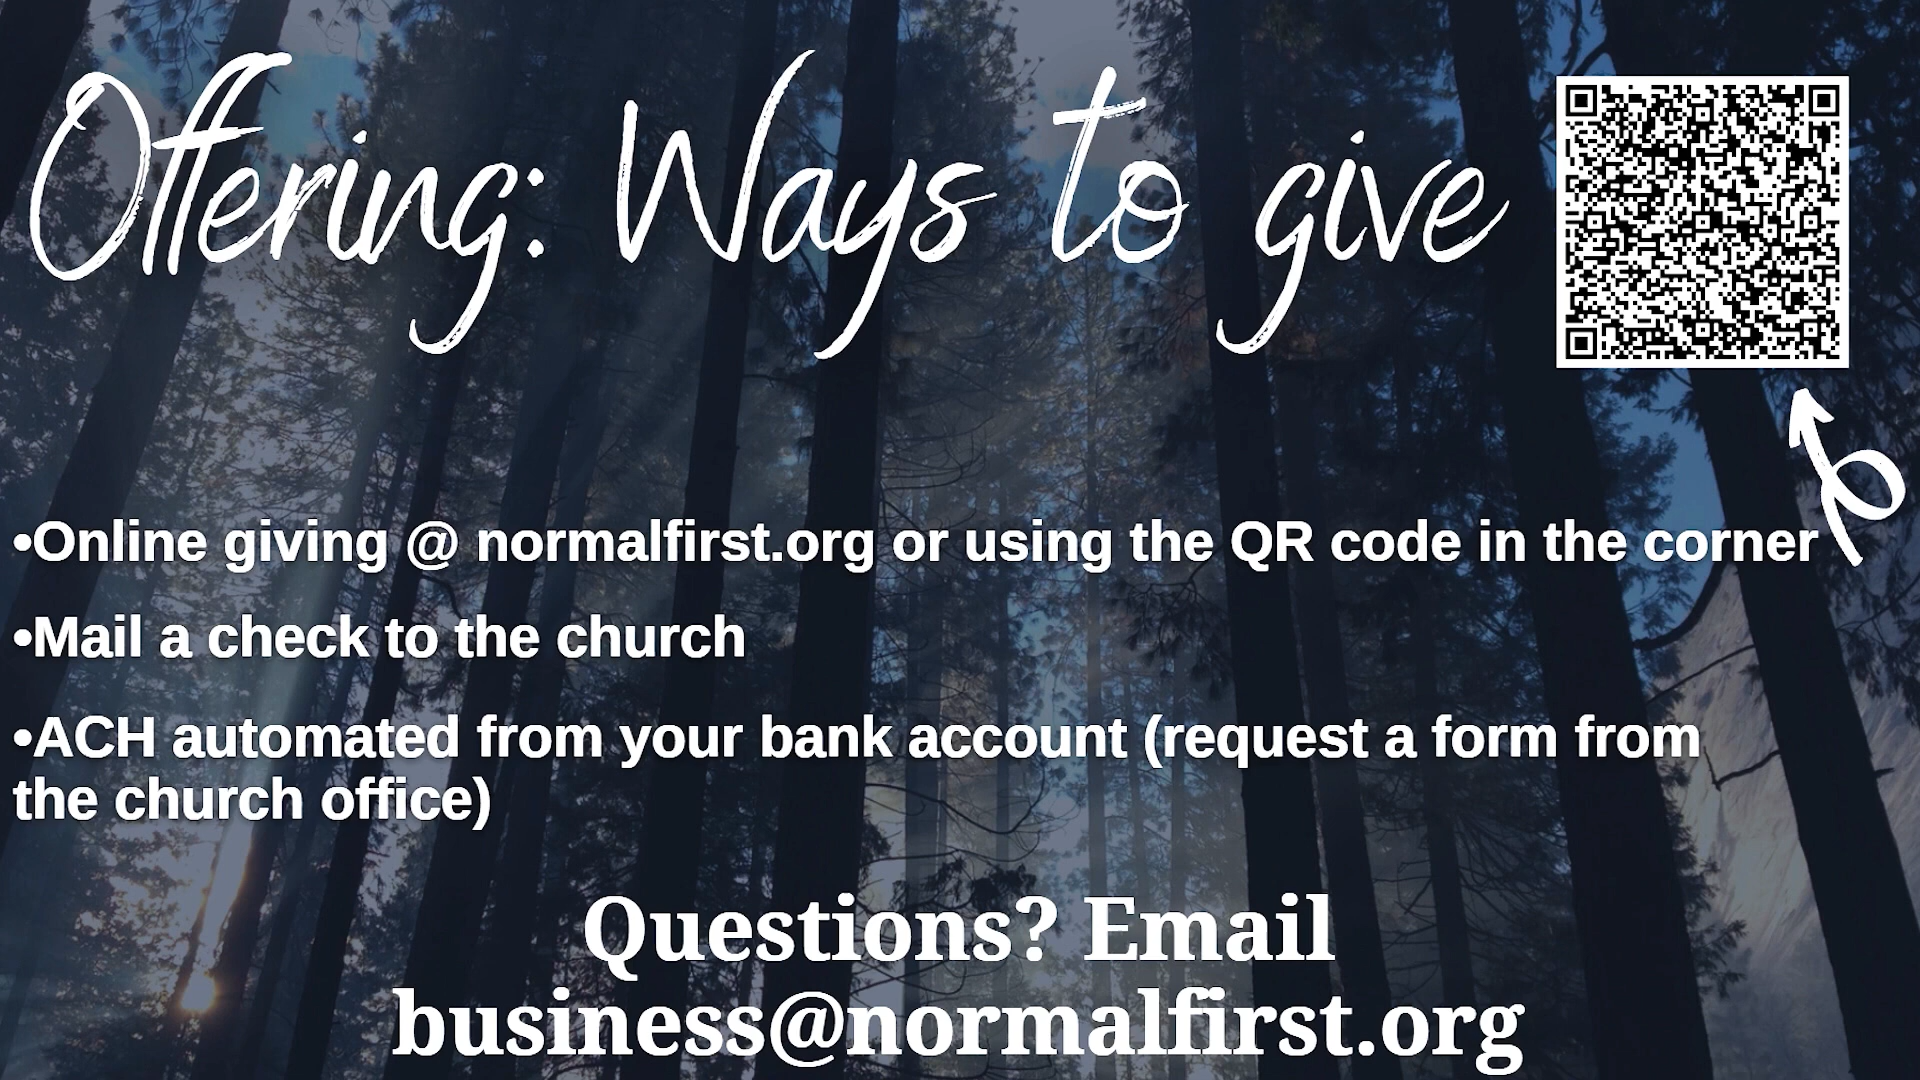 Offering: Ways to give
•Online giving @ normalfirst.org or using the QR code in the corner
•Mail a check to the church
•ACH automated from your bank account (request a form from
the church office)
Questions? Email
business@normalfirst.org